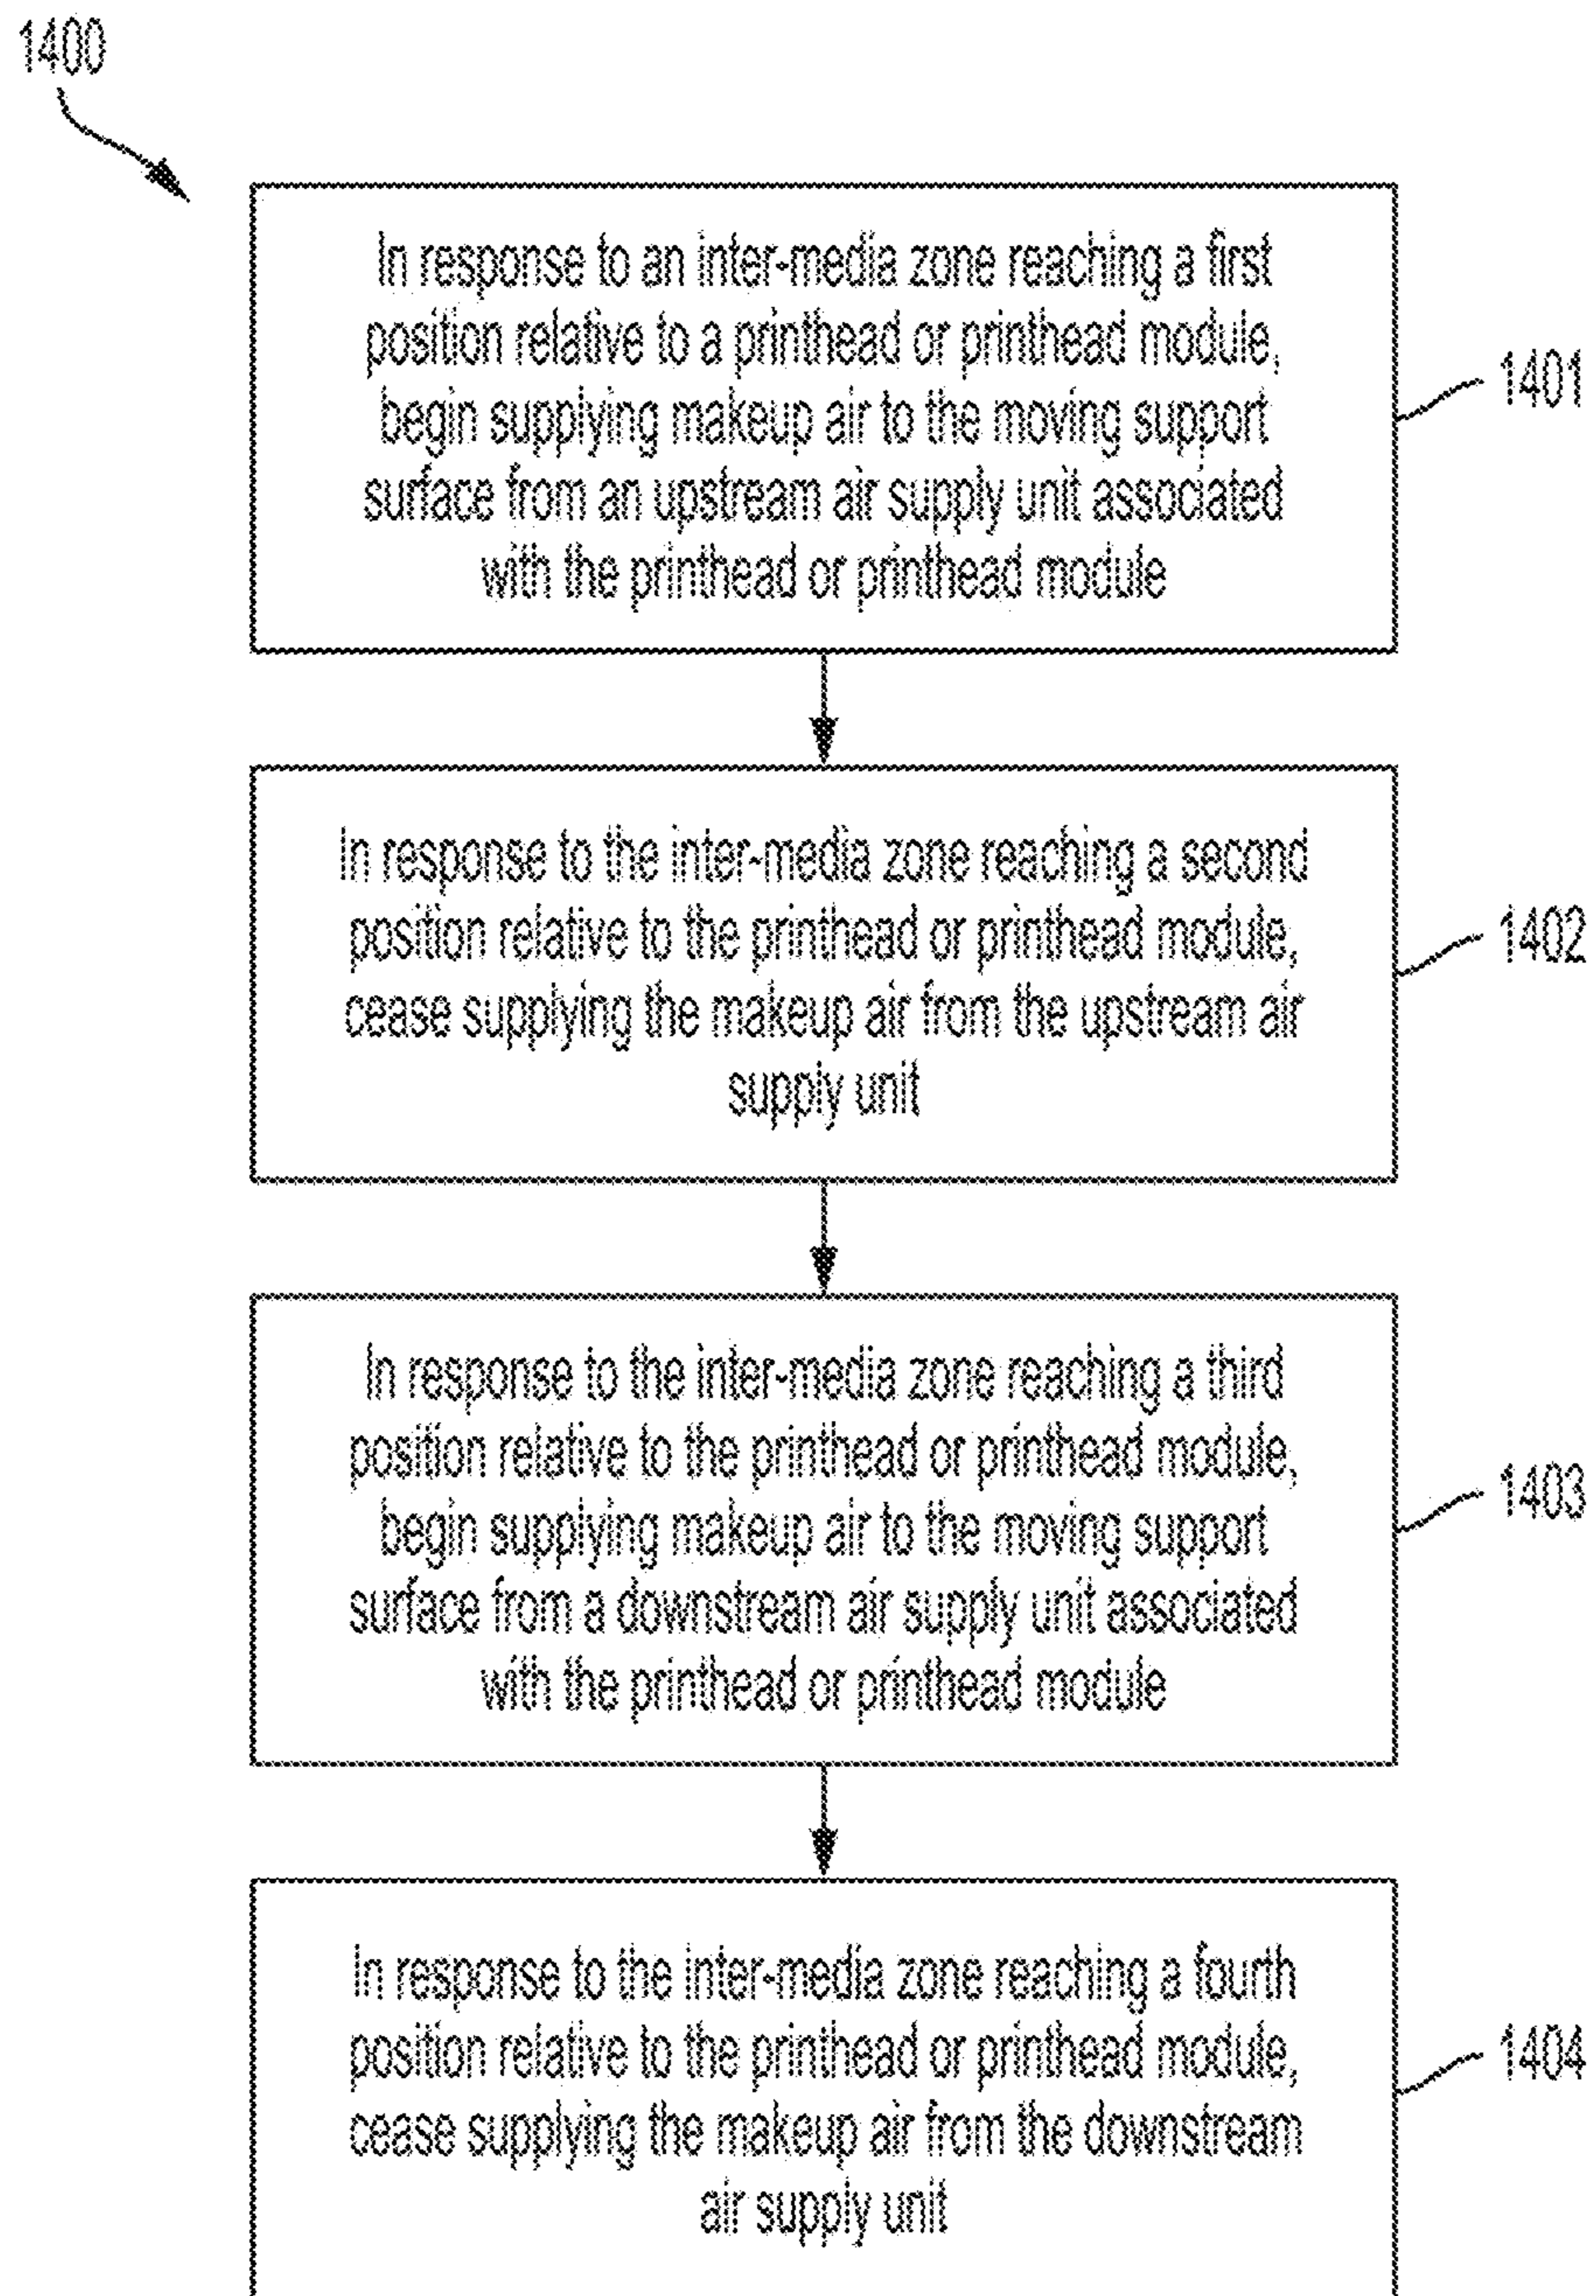 1400
In response to an inter-media zone reaching a first
position relative to a printhead or printhead module,
begin supplying makeup air to the moving support
surface from an upstream air supply unit associated
with the printhead or printhead module
1401
In response to the inter-media zone reaching a second
position relative to the printhead or printhead module,
cease supplying the makeup air from the upstream air
supply unit
1402
In response to the inter-media zone reaching a third
position relative to the printhead or printhead module,
begin supplying makeup air to the moving support
surface from a downstream air supply unit associated
with the printhead or printhead module
1403
In response to the inter-media zone reaching a fourth
position relative to the printhead or printhead module,
cease supplying the makeup air from the downstream
air supply unit
1404